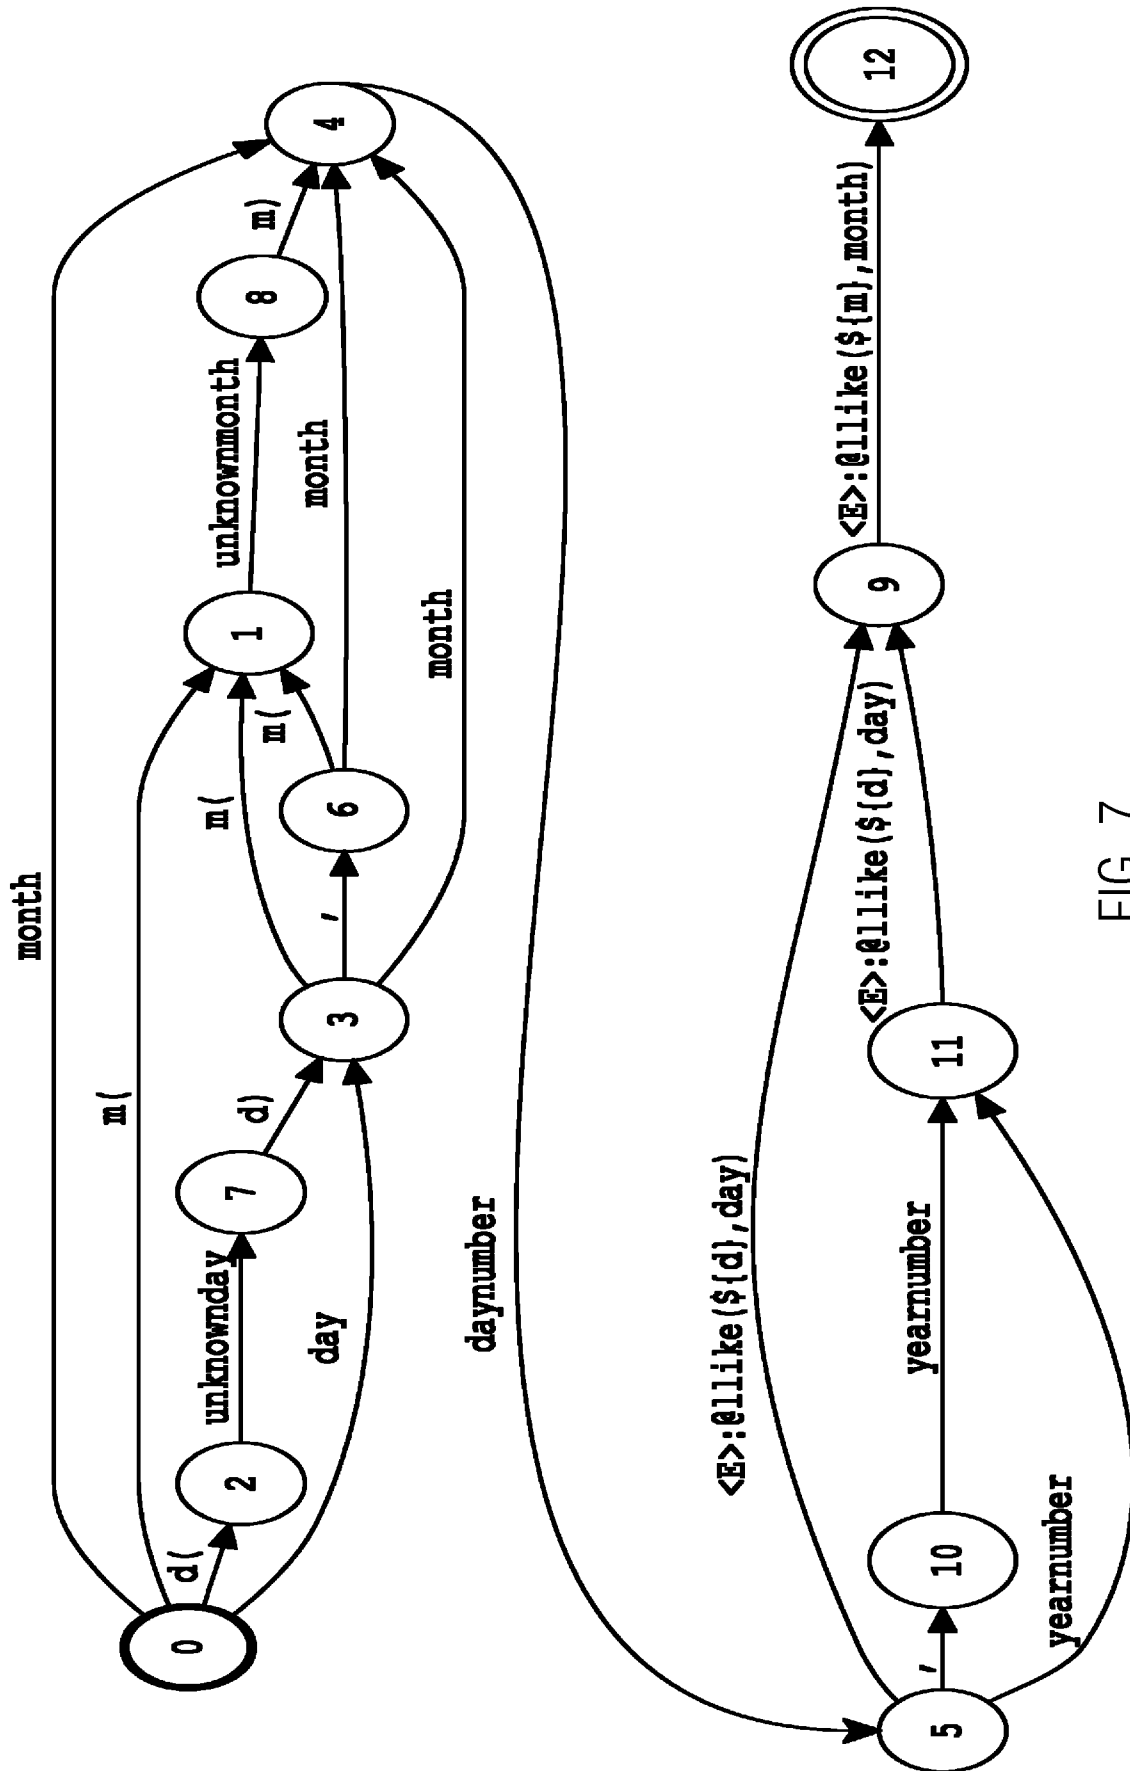 month
m(
0
d(
2
unknownday
7
d)
day
3
m(
,
6
m(
1
unknownmonth
8
m)
month
month
4
daynumber
5
,
10
yearnumber
yearnumber
11
<E>:@llike(${d},day)
<E>:@llike(${d},day)
9
<E>:@llike(${m},month)
12
FIG. 7